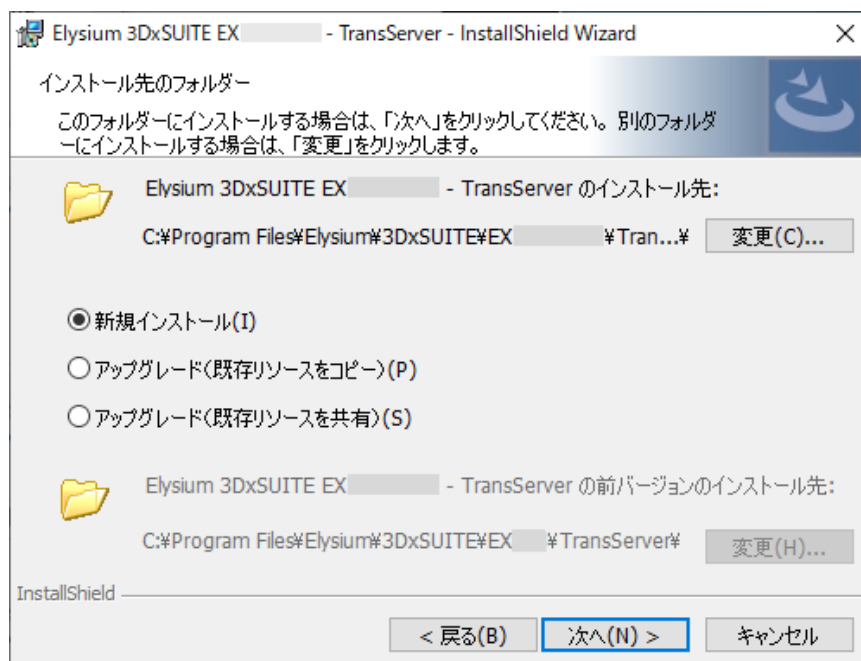 Elysium 3DxSUITE EX - TransServer - InstallShield Wizard
インストール先のフォルダー
このフォルダーにインストールする場合は、「次へ」をクリックしてください。別のフォルダ
ーにインストールする場合は、「変更」をクリックします。
Elysium 3DxSUITE EX - TransServer のインストール先:
C:¥Program Files¥Elysium¥3DxSUITE¥EX ¥Tran...¥ 変更(C)...
新規インストール(I)
アップグレード(既存リソースをコピー)(P)
アップグレード(既存リソースを共有)(S)
Elysium 3DxSUITE EX - TransServer の前バージョンのインストール先:
C:¥Program Files¥Elysium¥3DxSUITE¥EX ¥TransServer¥ 変更(H)...
InstallShield
< 戻る(B) 次へ(N) > キャンセル